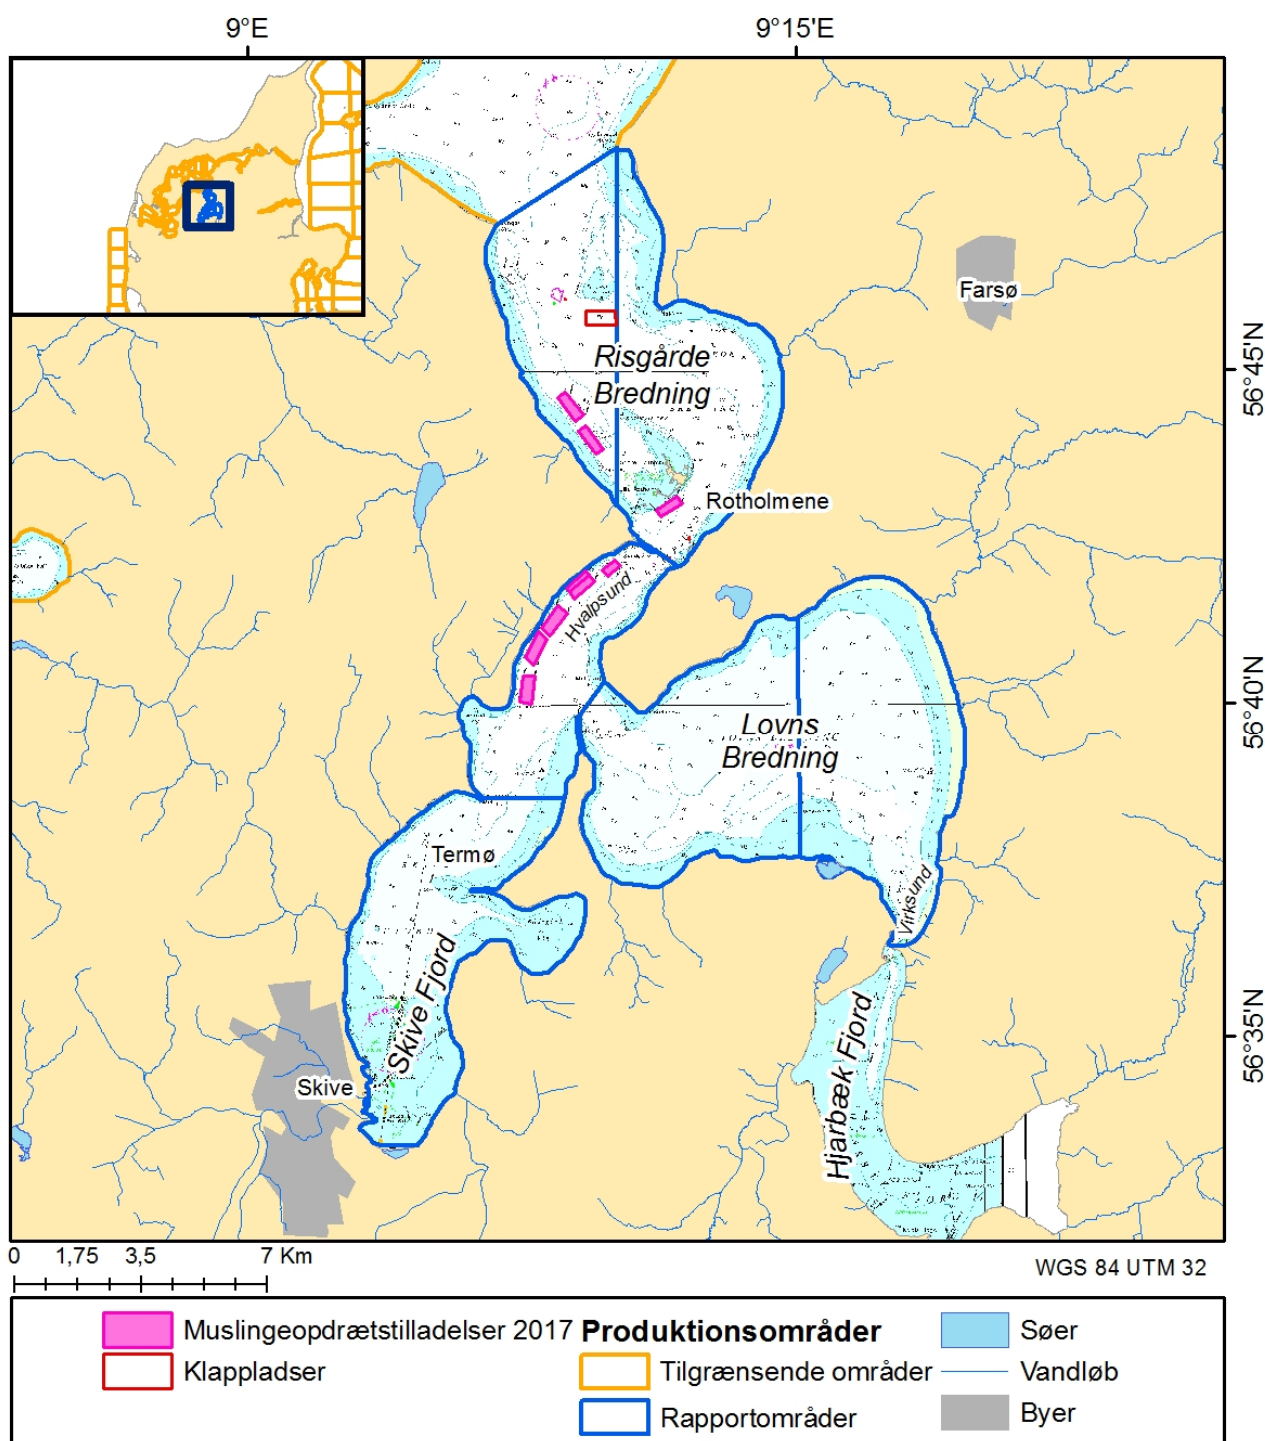 9°E
9°15'E
Farsø
56°45'N
Risgårde
Bredning
Rotholmene
Hvalpsund
56°40'N
Lovns
Bredning
Termø
Virksund
Skive Fjord
Hjarbæk Fjord
56°35'N
Skive
0 1,75 3,5 7 Km
WGS 84 UTM 32
Muslingeopdrætstilladelser 2017
Klappladser
Produktionsområder
Tilgrænsende områder
Rapportområder
Søer
Vandløb
Byer